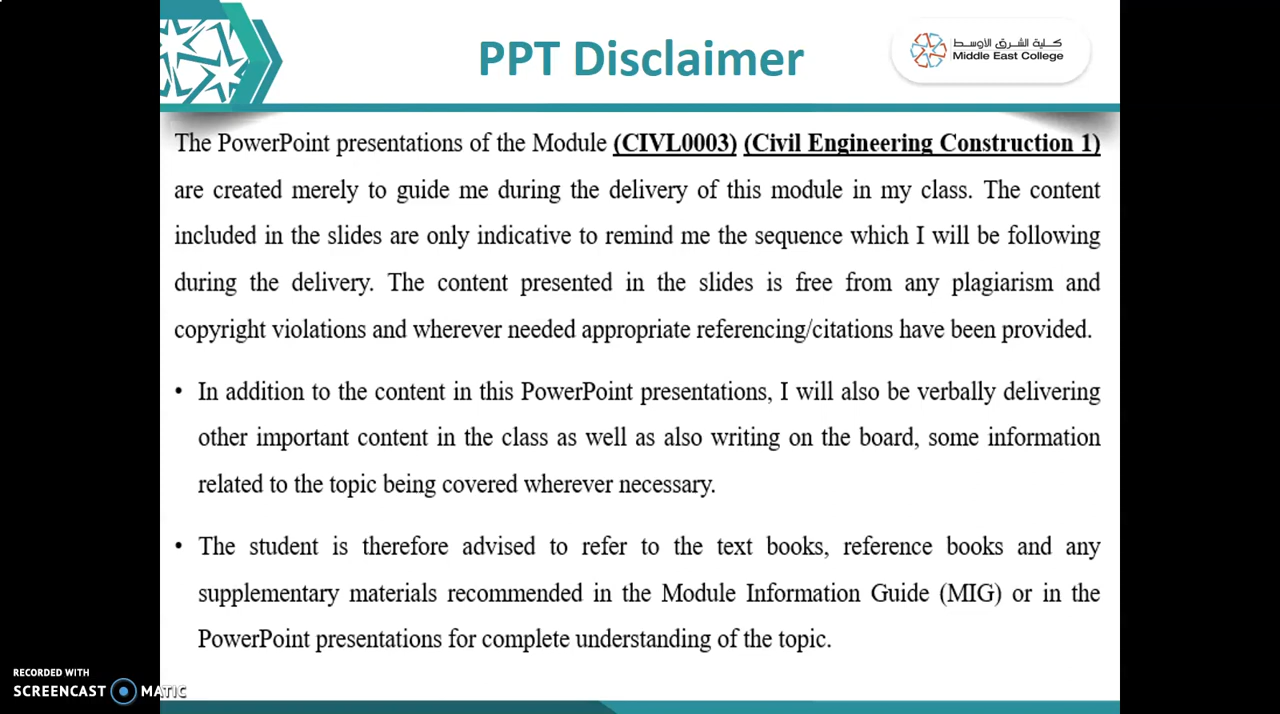 PPT Disclaimer
كلية الشرق الأوسط
Middle East College
The PowerPoint presentations of the Module (CIVL0003) (Civil Engineering Construction 1)
are created merely to guide me during the delivery of this module in my class. The content
included in the slides are only indicative to remind me the sequence which I will be following
during the delivery. The content presented in the slides is free from any plagiarism and
copyright violations and wherever needed appropriate referencing/citations have been provided.
• In addition to the content in this PowerPoint presentations, I will also be verbally delivering
other important content in the class as well as also writing on the board, some information
related to the topic being covered wherever necessary.
• The student is therefore advised to refer to the text books, reference books and any
supplementary materials recommended in the Module Information Guide (MIG) or in the
PowerPoint presentations for complete understanding of the topic.
RECORDED WITH
SCREENCAST MATIC